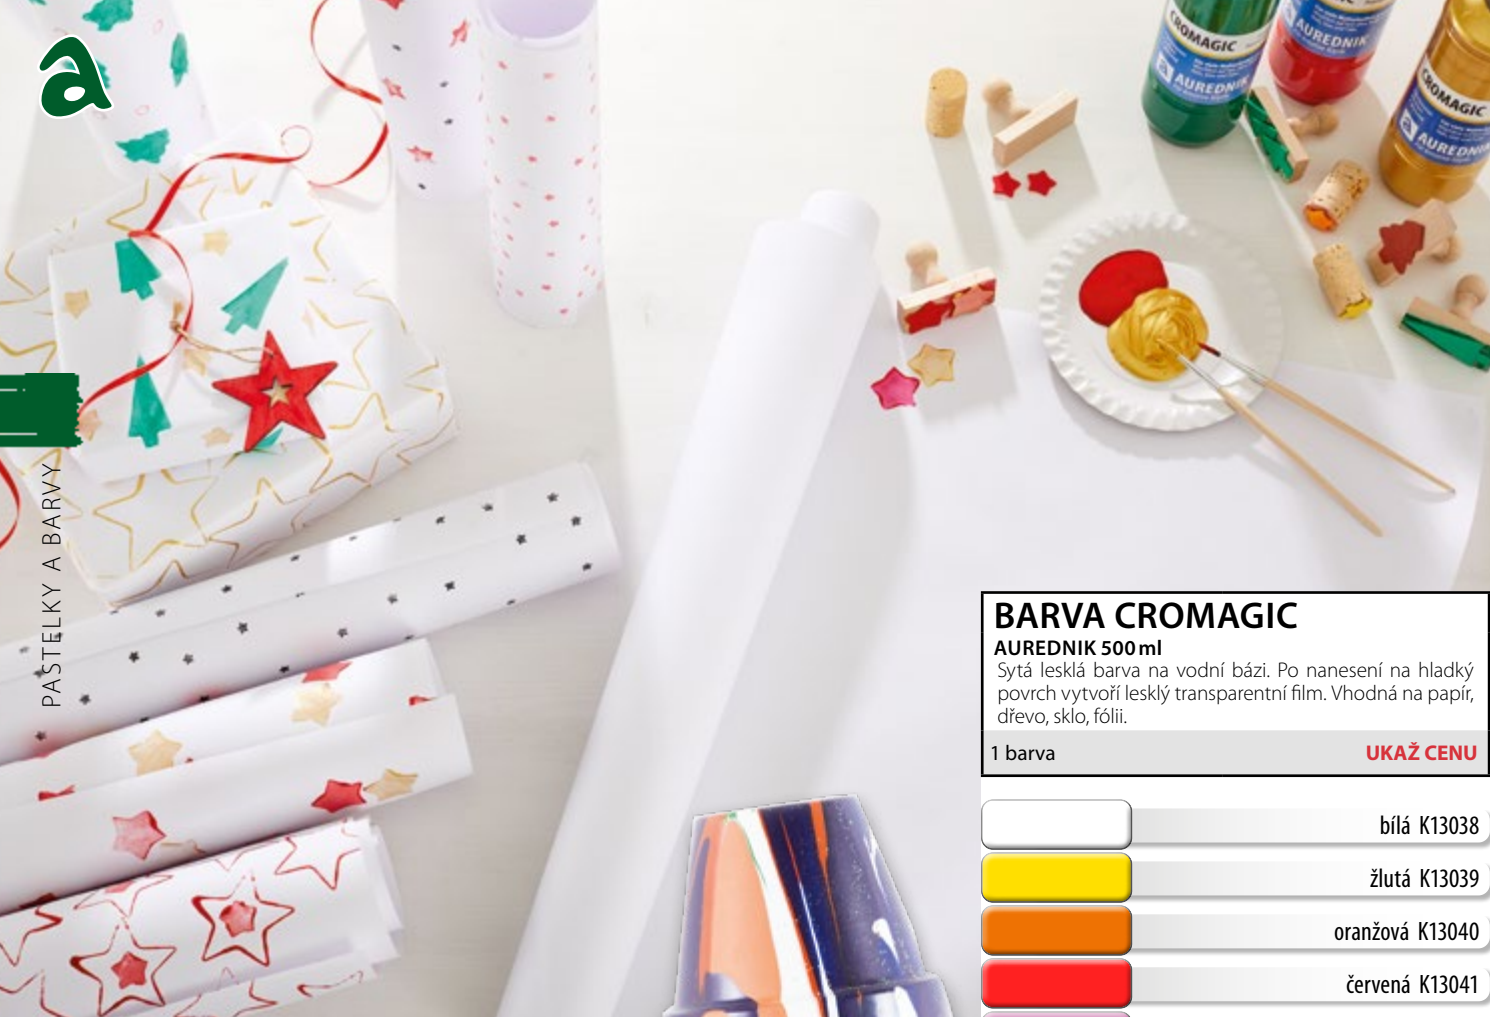 a
CROMAGIC
AUREDNIK
AUREDNIK
CROMAGIC
AUREDNIK
PASTELKY A BARVY
BARVA CROMAGIC
AUREDNIK 500 ml
Sytá lesklá barva na vodní bázi. Po nanesení na hladký
povrch vytvoří lesklý transparentní film. Vhodná na papír,
dřevo, sklo, fólii.
1 barva UKAŽ CENU
bílá K13038
žlutá K13039
oranžová K13040
červená K13041